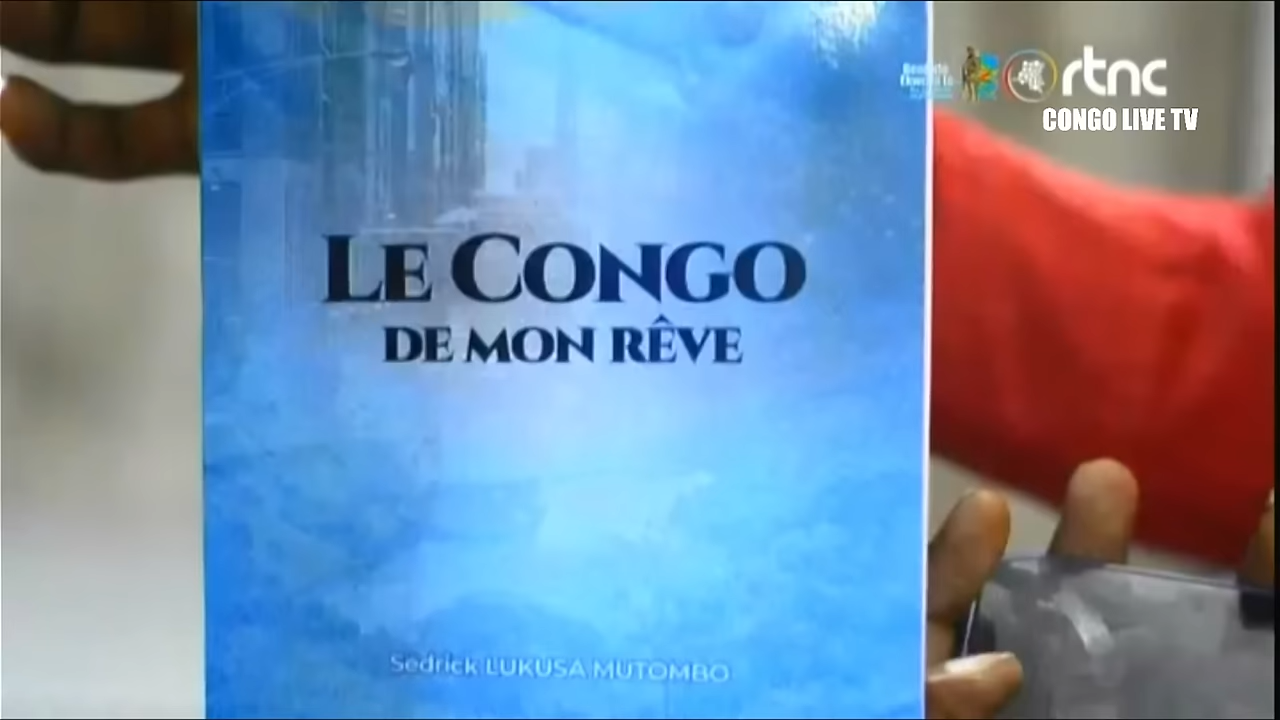 rtnc
CONGO LIVE TV
LE CONGO
DE MON RÊVE
Sedrick LUKUSA MUTOMBO